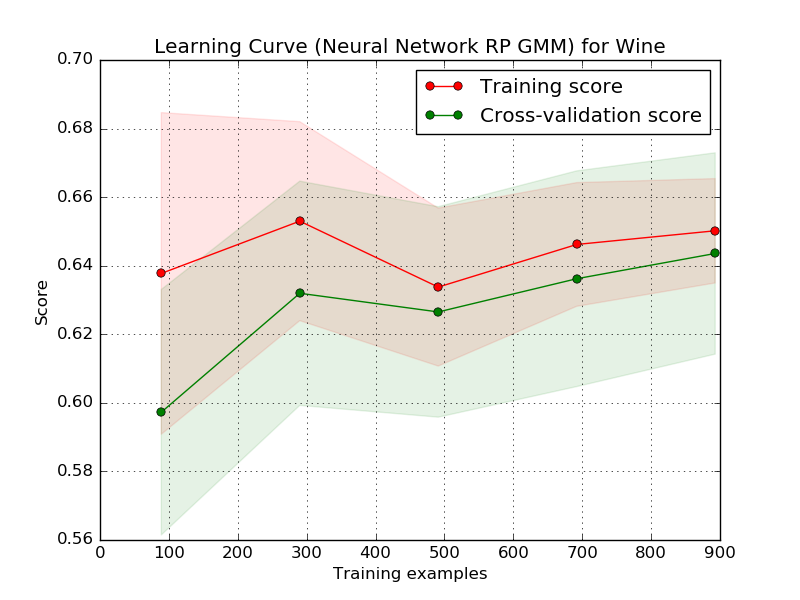 Learning Curve (Neural Network RP GMM) for Wine
Training score
Cross-validation score
0.70
0.68
0.66
0.64
0.62
0.60
0.58
0.56
Score
0 100 200 300 400 500 600 700 800 900
Training examples